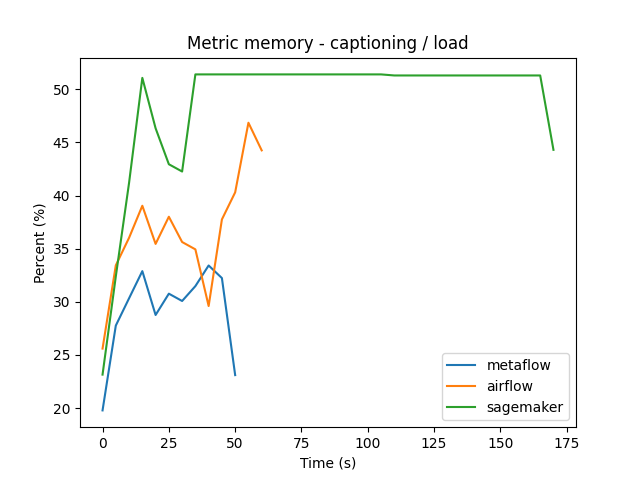 Metric memory - captioning / load
Percent (%)
50
45
40
35
30
25
20
0 25 50 75 100 125 150 175
Time (s)
metaflow
airflow
sagemaker